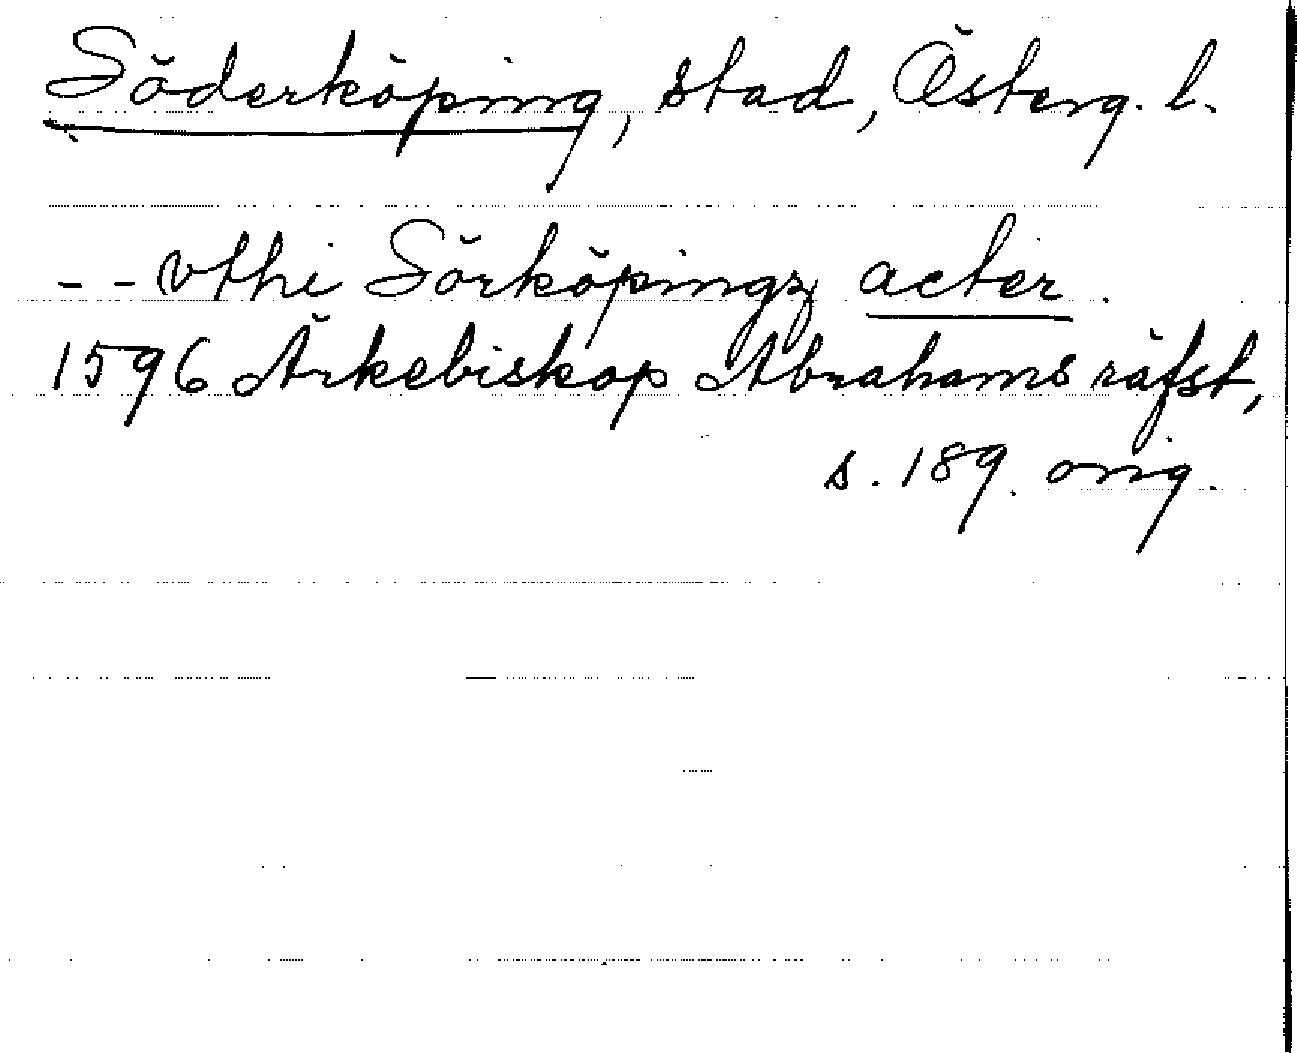 Söderköping, stad, Österg. l.
-- vthi Sörköpingz acter.
1596 Ärkebiskop Abrahams räfst,
s. 189. orig.